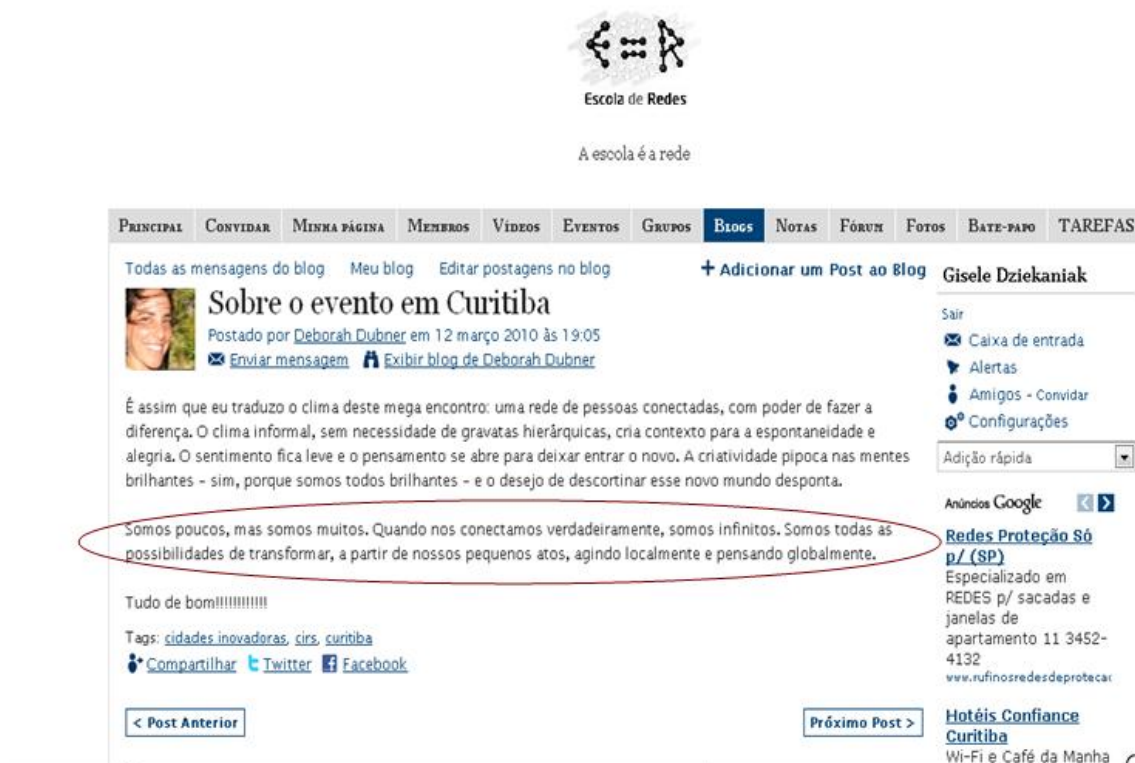 E=R
Escola de Redes
A escola é a rede
Principal Convidar Minha página Membros Vídeos Eventos Grupos Blogs Notas Fórum Fotos Bate-papo TAREFAS
Todas as mensagens do blog Meu blog Editar postagens no blog
+ Adicionar um Post ao Blog
Sobre o evento em Curitiba
Postado por Deborah Dubner em 12 março 2010 às 19:05
Enviar mensagem Exibir blog de Deborah Dubner
É assim que eu traduzo o clima deste mega encontro: uma rede de pessoas conectadas, com poder de fazer a
diferença. O clima informal, sem necessidade de gravatas hierárquicas, cria contexto para a espontaneidade e
alegria. O sentimento fica leve e o pensamento se abre para deixar entrar o novo. A criatividade pipoca nas mentes
brilhantes - sim, porque somos todos brilhantes - e o desejo de descortinar esse novo mundo desponta.
Somos poucos, mas somos muitos. Quando nos conectamos verdadeiramente, somos infinitos. Somos todas as
possibilidades de transformar, a partir de nossos pequenos atos, agindo localmente e pensando globalmente.
Tudo de bom!!!!!!!!!!!!
Tags: cidades inovadoras, cirs, curitiba
Compartilhar Twitter Facebook
< Post Anterior
Próximo Post >
Gisele Dziekaniak
Sair
Caixa de entrada
Alertas
Amigos - Convidar
Configurações
Adição rápida
Anúncios Google
Redes Proteção Só
p/ (SP)
Especializado em
REDES p/ sacadas e
janelas de
apartamento 11 3452-
4132
www.rufinosredesdeprotecac
Hotéis Confiance
Curitiba
Wi-Fi e Café da Manha